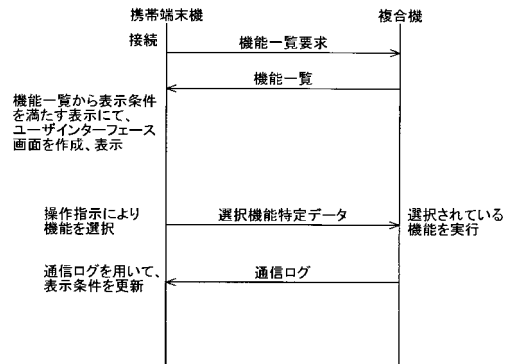 携帯端末機
複合機
接続
機能一覧要求
機能一覧
機能一覧から表示条件
を満たす表示にて、
ユーザインターフェース
画面を作成、表示
操作指示により
機能を選択
選択機能特定データ
選択されている
機能を実行
通信ログを用いて、
表示条件を更新
通信ログ